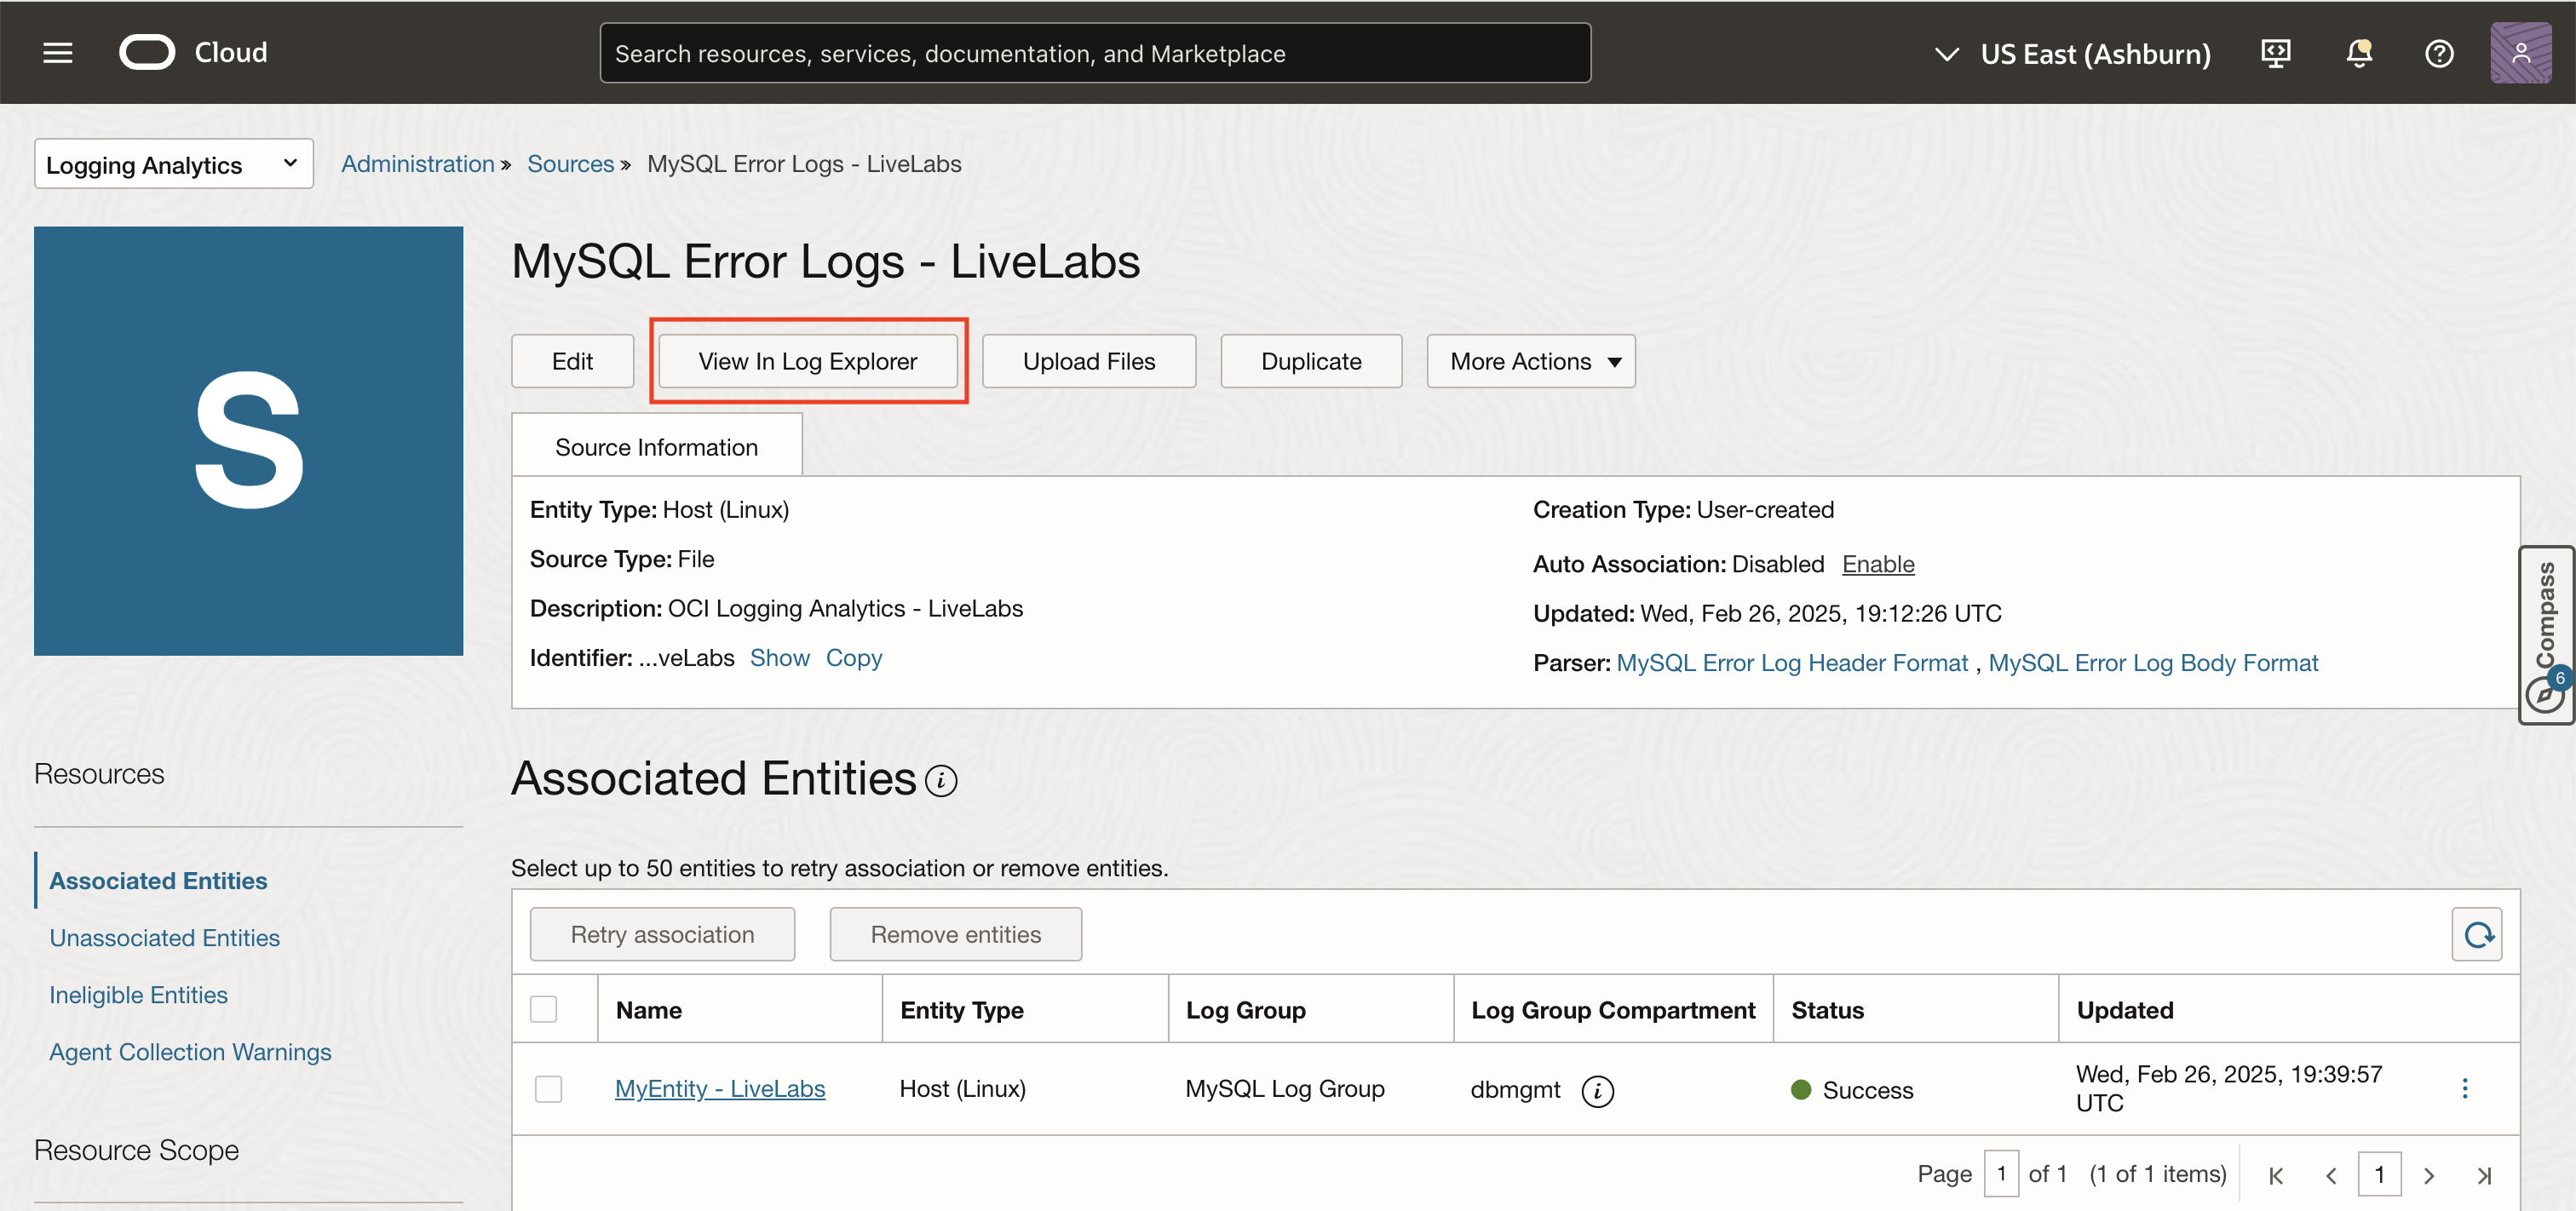 Cloud
Search resources, services, documentation, and Marketplace
US East (Ashburn)
Logging Analytics
Administration » Sources » MySQL Error Logs - LiveLabs
S
MySQL Error Logs - LiveLabs
Edit
View In Log Explorer
Upload Files
Duplicate
More Actions
Source Information
Entity Type: Host (Linux)
Source Type: File
Description: OCI Logging Analytics - LiveLabs
Identifier: ...veLabs Show Copy
Creation Type: User-created
Auto Association: Disabled Enable
Updated: Wed, Feb 26, 2025, 19:12:26 UTC
Parser: MySQL Error Log Header Format , MySQL Error Log Body Format
Compass
6
Resources
Associated Entities
Unassociated Entities
Ineligible Entities
Agent Collection Warnings
Resource Scope
Associated Entities i
Select up to 50 entities to retry association or remove entities.
Retry association
Remove entities
Name Entity Type Log Group Log Group Compartment Status Updated
MyEntity - LiveLabs Host (Linux) MySQL Log Group dbmgmt i Success Wed, Feb 26, 2025, 19:39:57
UTC
Page 1 of 1 (1 of 1 items) 1